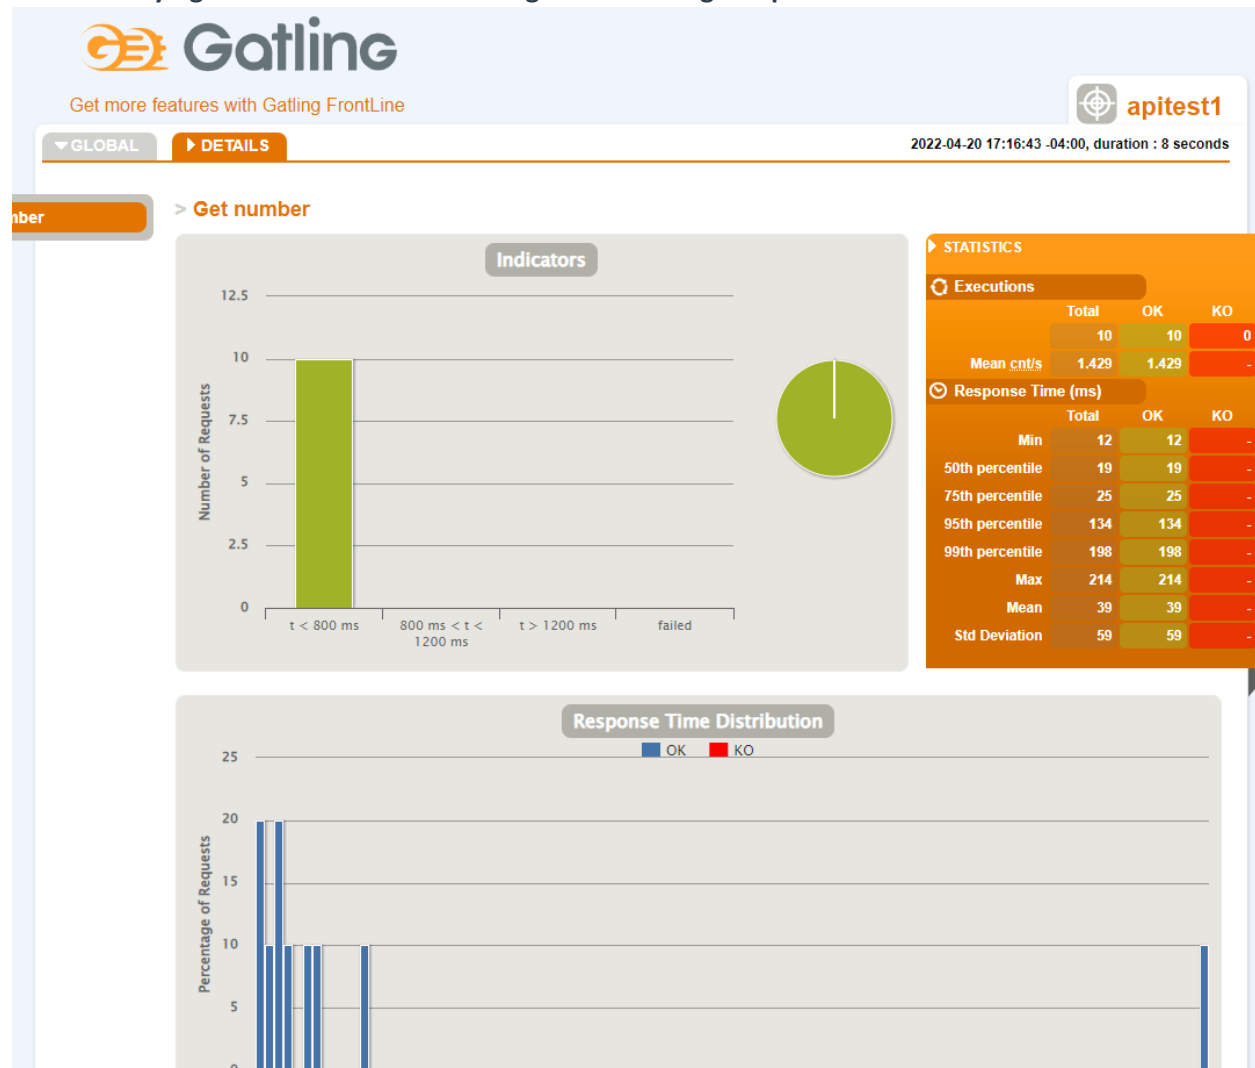 Gatling
Get more features with Gatling FrontLine
apitest1
GLOBAL
DETAILS
2022-04-20 17:16:43 -04:00, duration : 8 seconds
> Get number
Indicators
12.5
10
7.5
5
2.5
0
Number of Requests
t < 800 ms
800 ms < t <
1200 ms
t > 1200 ms
failed
STATISTICS
Executions
Total OK KO
10 10 0
Mean cnt/s 1.429 1.429 -
Response Time (ms)
Total OK KO
Min 12 12 -
50th percentile 19 19 -
75th percentile 25 25 -
95th percentile 134 134 -
99th percentile 198 198 -
Max 214 214 -
Mean 39 39 -
Std Deviation 59 59 -
Response Time Distribution
OK KO
25
20
15
10
5
Percentage of Requests